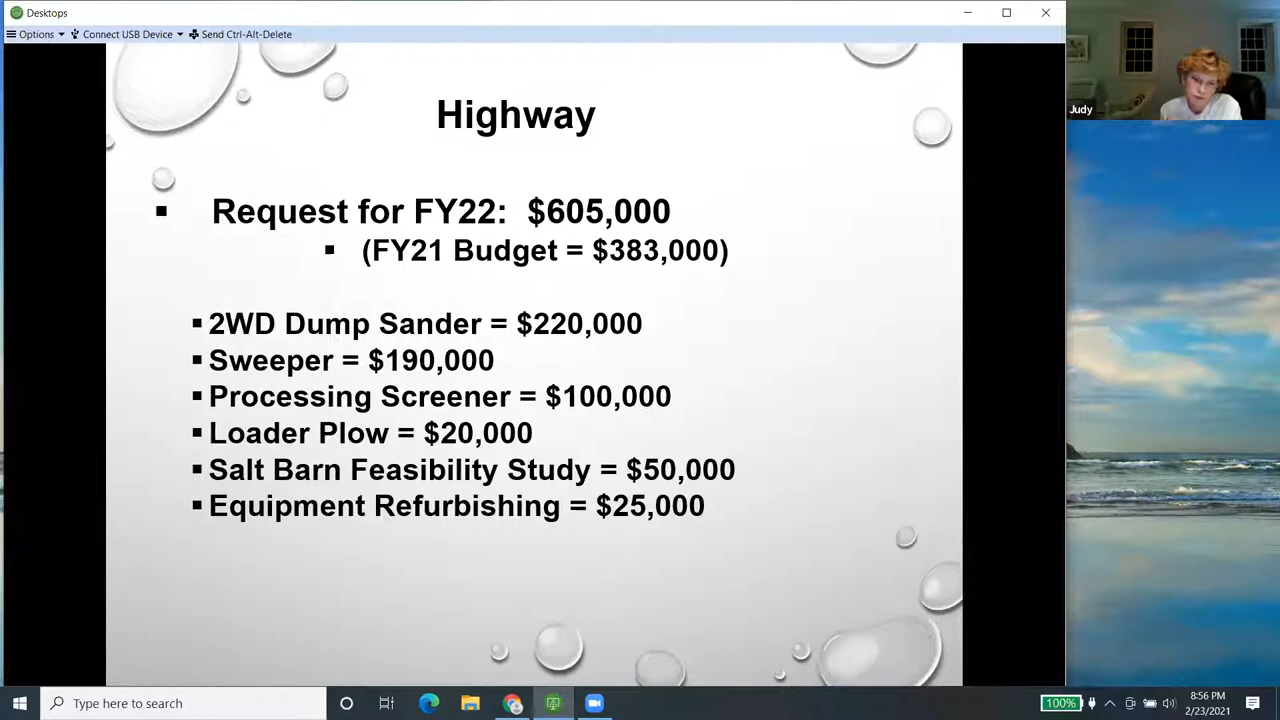 Desktops
Options Connect USB Device Send Ctrl-Alt-Delete
Judy
Highway
▪ Request for FY22: $605,000
▪ (FY21 Budget = $383,000)
▪ 2WD Dump Sander = $220,000
▪ Sweeper = $190,000
▪ Processing Screener = $100,000
▪ Loader Plow = $20,000
▪ Salt Barn Feasibility Study = $50,000
▪ Equipment Refurbishing = $25,000
Type here to search
100%
8:56 PM
2/23/2021